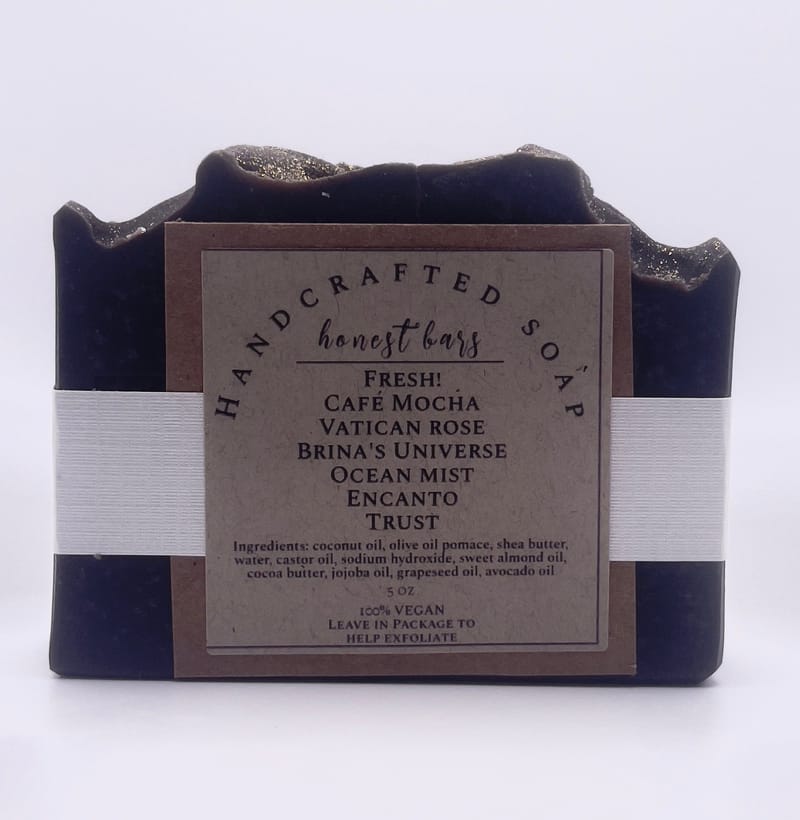 HANDCRAFTED SOAP
honest bars
FRESH!
CAFÉ MOCHA
VATICAN ROSE
BRINA'S UNIVERSE
OCEAN MIST
ENCANTO
TRUST
Ingredients: coconut oil, olive oil pomace, shea butter,
water, castor oil, sodium hydroxide, sweet almond oil,
cocoa butter, jojoba oil, grapeseed oil, avocado oil
5 OZ
100% VEGAN
LEAVE IN PACKAGE TO
HELP EXFOLIATE